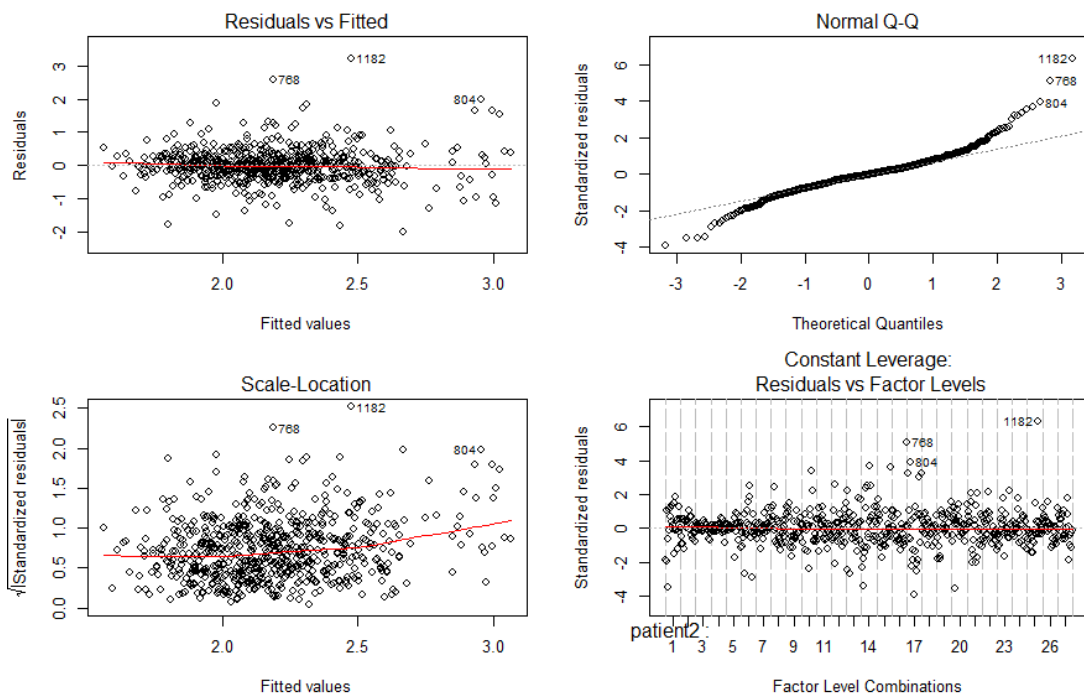 Residuals vs Fitted
Residuals
3
2
1
0
-1
-2
1182
768
804
2.0 2.5 3.0
Fitted values
Normal Q-Q
Standardized residuals
6
4
2
0
-2
-4
1182
768
804
-3 -2 -1 0 1 2 3
Theoretical Quantiles
Scale-Location
√|Standardized residuals|
2.5
2.0
1.5
1.0
0.5
0.0
1182
768
804
2.0 2.5 3.0
Fitted values
Constant Leverage:
Residuals vs Factor Levels
Standardized residuals
6
4
2
0
-2
-4
1182
768
804
patient2 :
1 3 5 7 9 11 14 17 20 23 26
Factor Level Combinations